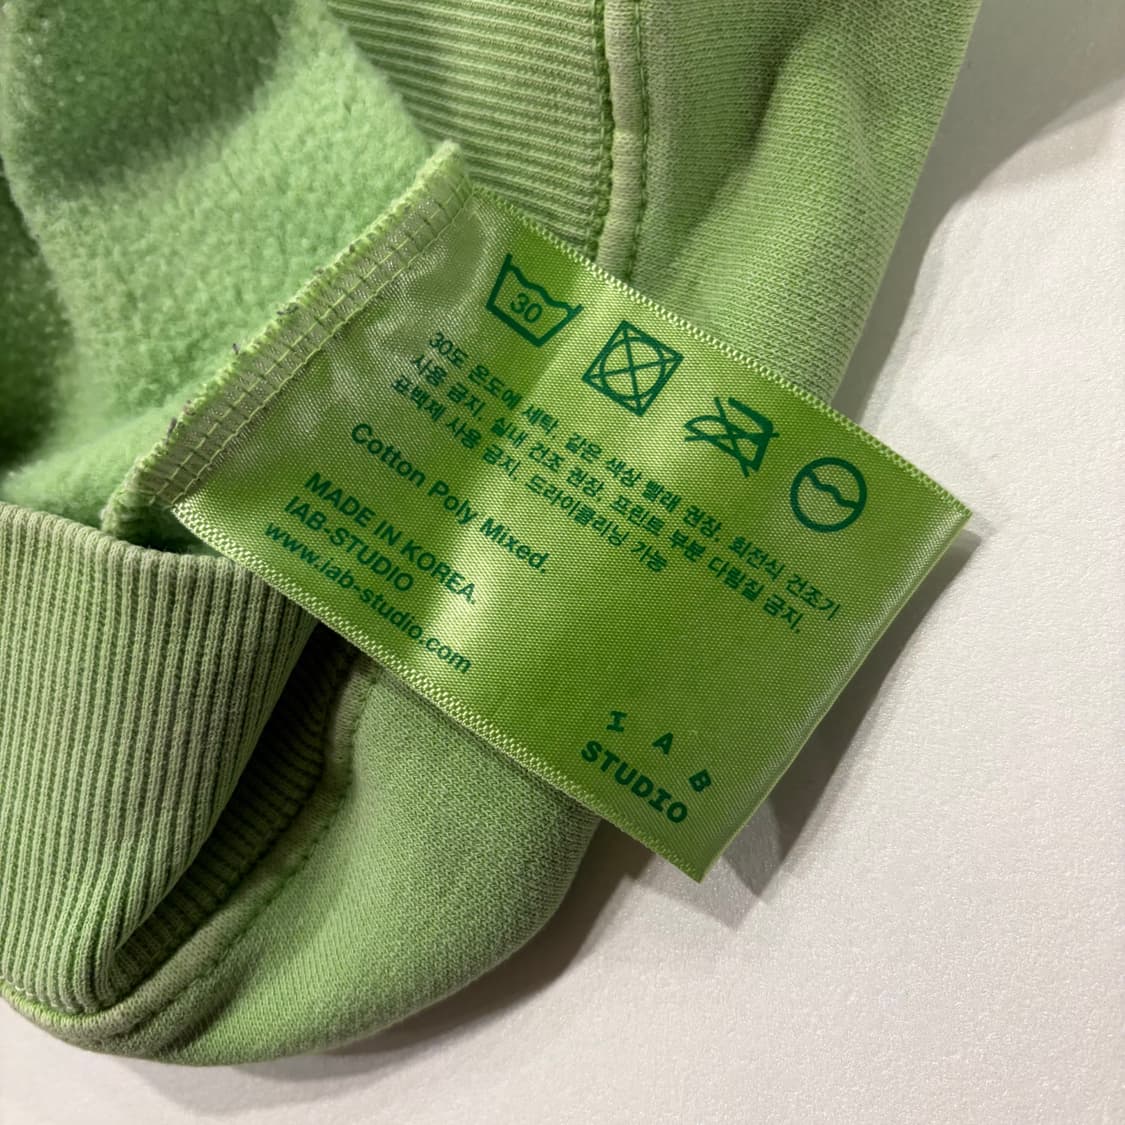 30
30도 온도에 세탁. 같은 색상 빨래 권장. 회전식 건조기
사용 금지. 실내 건조 권장. 프린트 부분 다림질 금지.
표백제 사용 금지. 드라이클리닝 가능
Cotton Poly Mixed.
MADE IN KOREA.
IAB-STUDIO
www.iab-studio.com
I A B
STUDIO